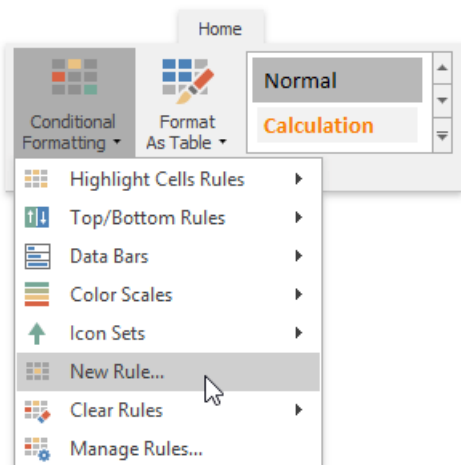 Home
Conditional
Formatting
Format
As Table
Normal
Calculation
Highlight Cells Rules
Top/Bottom Rules
Data Bars
Color Scales
Icon Sets
New Rule...
Clear Rules
Manage Rules...